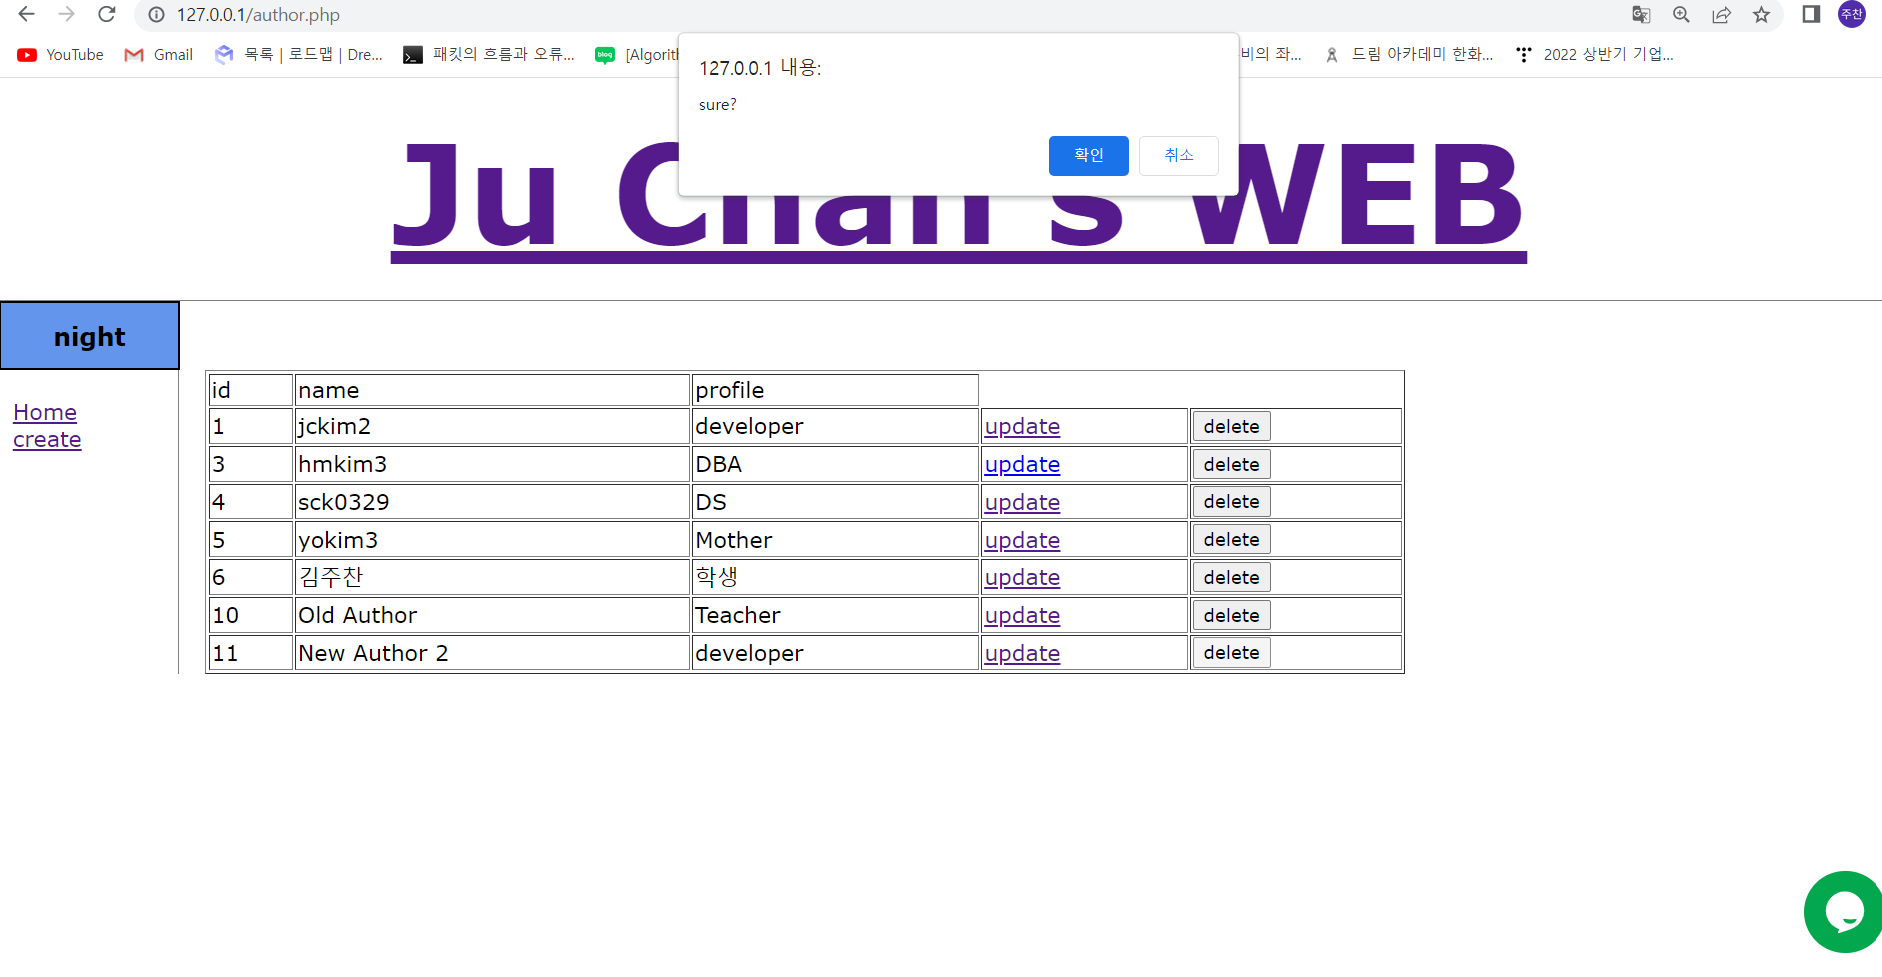 127.0.0.1/author.php
주찬
YouTube Gmail 목록 | 로드맵 | Dre... 패킷의 흐름과 오류... blog [Algorith 비의 좌... 드림 아카데미 한화... 2022 상반기 기업...
127.0.0.1 내용:
sure?
확인 취소
Ju Chan's WEB
night
Home
create
id name profile
1 jckim2 developer update delete
3 hmkim3 DBA update delete
4 sck0329 DS update delete
5 yokim3 Mother update delete
6 김주찬 학생 update delete
10 Old Author Teacher update delete
11 New Author 2 developer update delete